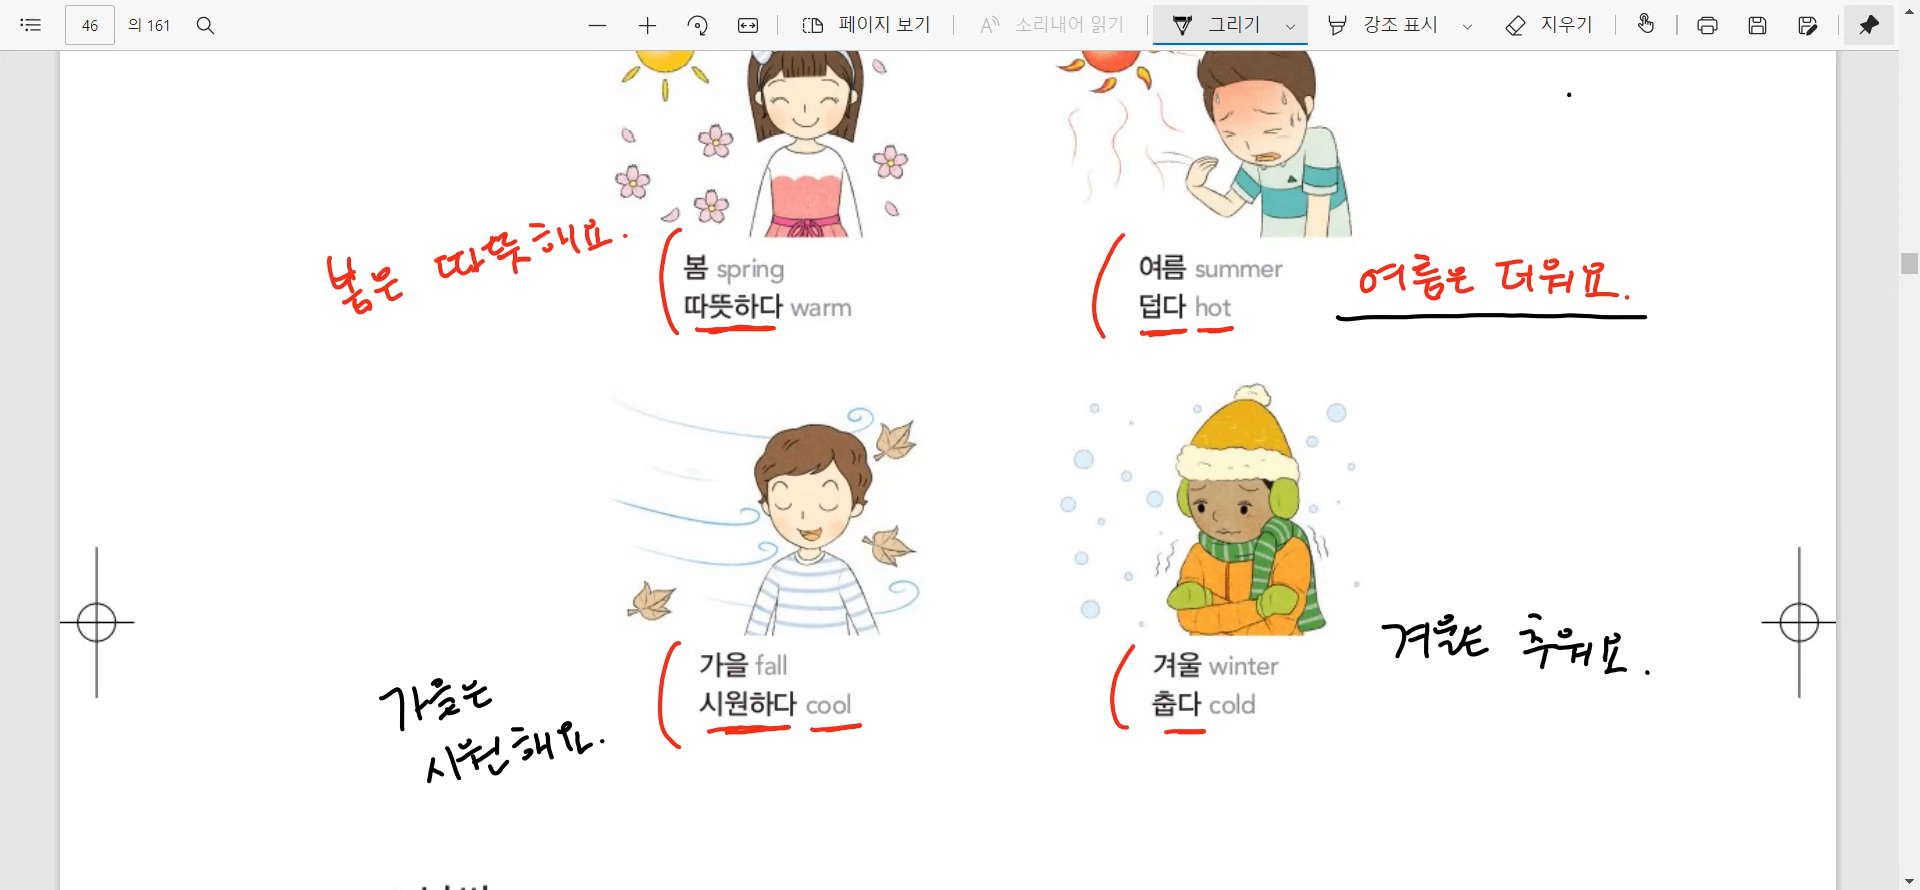 46 의 161 페이지 보기 소리내어 읽기 그리기 강조 표시 지우기
봄은 따뜻해요.
봄 spring
따뜻하다 warm
여름 summer
덥다 hot
여름은 더워요.
가을은
시원해요.
가을 fall
시원하다 cool
겨울 winter
춥다 cold
겨울은 추워요.